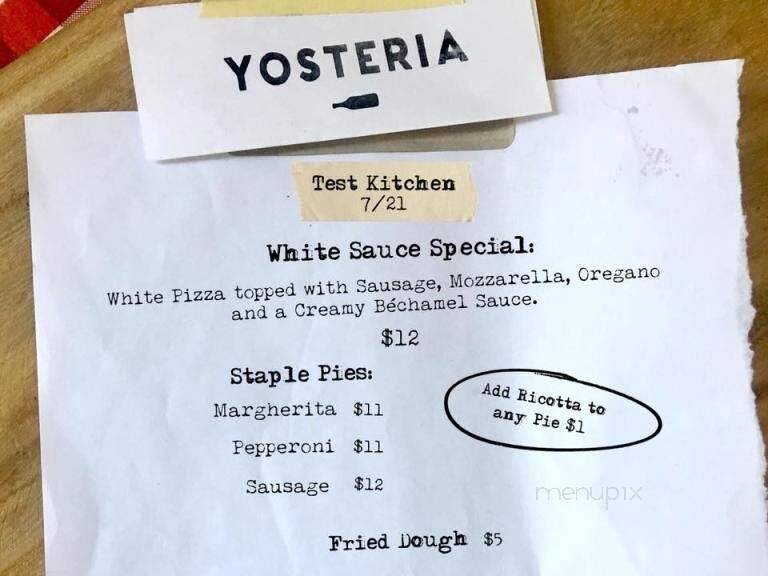 YOSTERIA
Test Kitchen
7/21
White Sauce Special:
White Pizza topped with Sausage, Mozzarella, Oregano
and a Creamy Béchamel Sauce.
$12
Staple Pies:
Margherita $11
Pepperoni $11
Sausage $12
Add Ricotta to
any Pie $1
menupix
Fried Dough $5